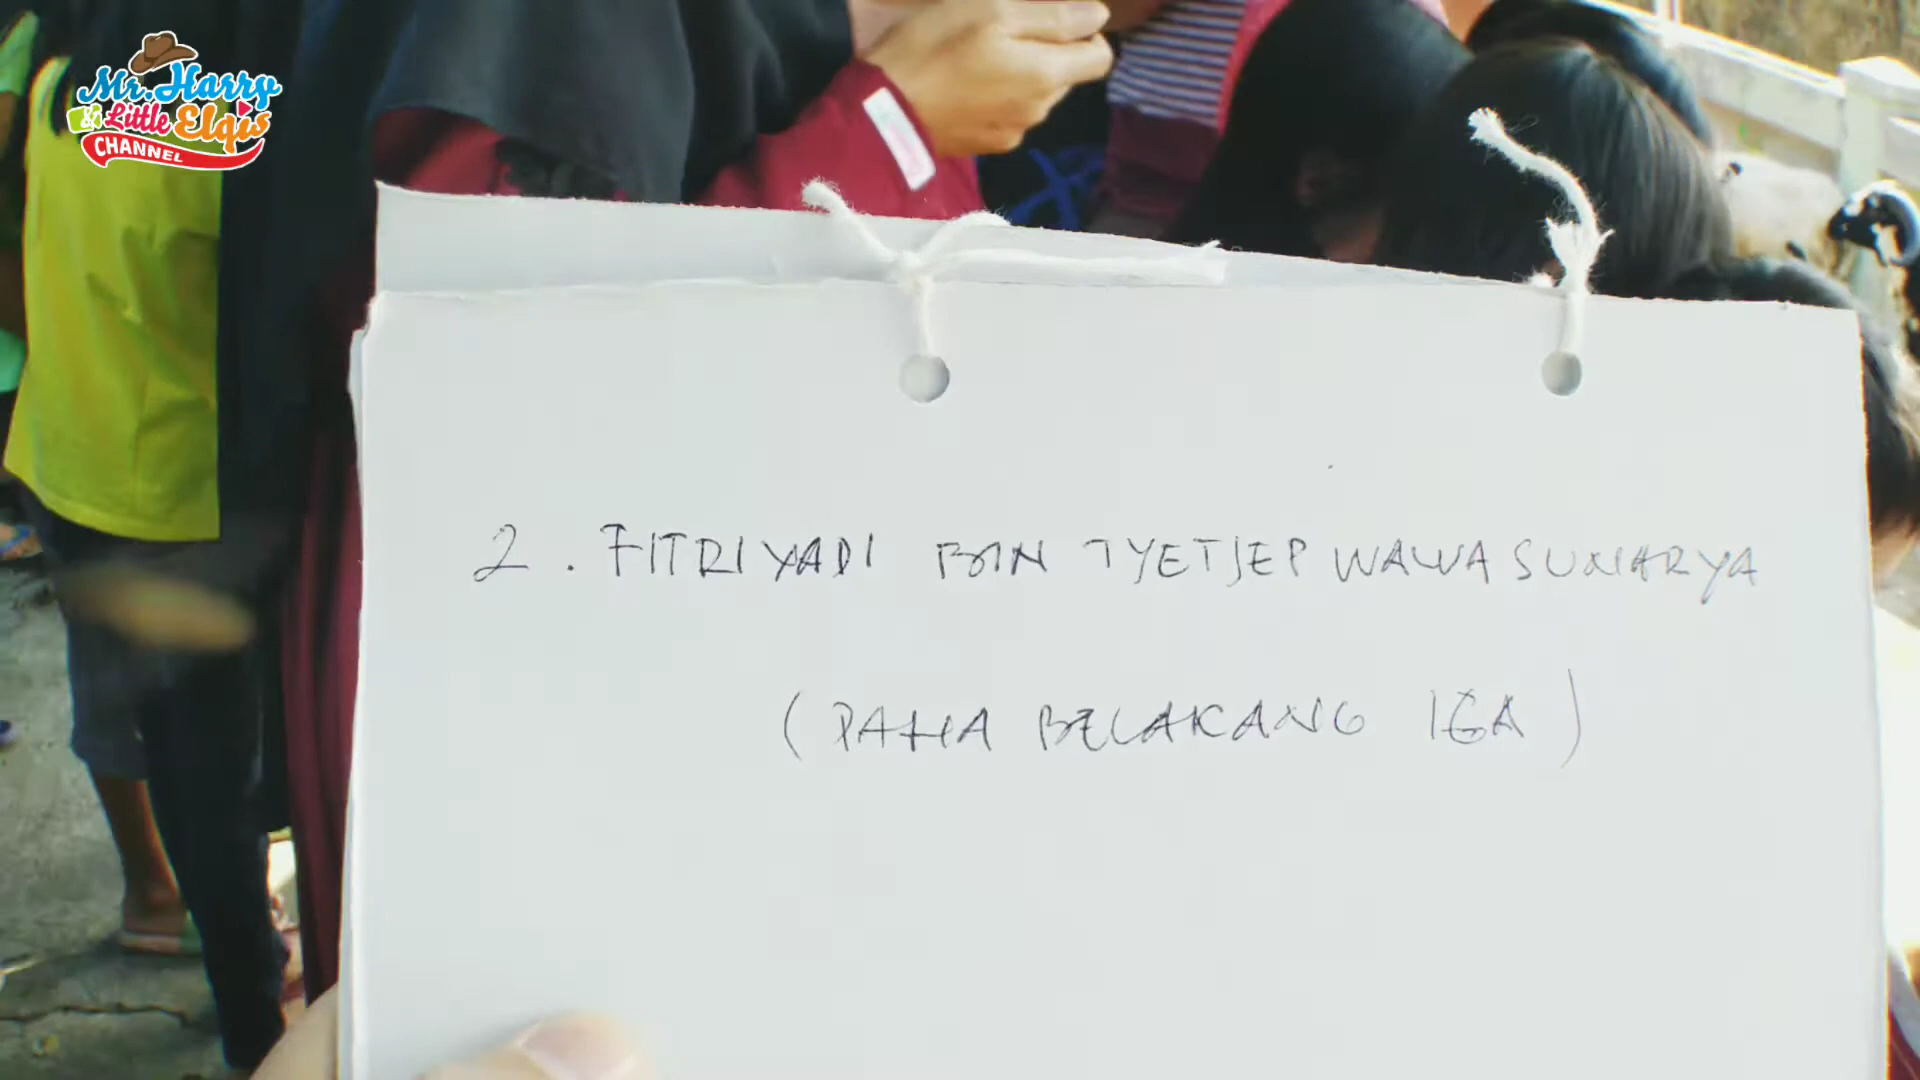 Mr. Harry
& Little Elqis
CHANNEL
2. FITRIYADI BIN TYETJEP WAWA SUNARYA
(PAHA BELAKANG IGA)